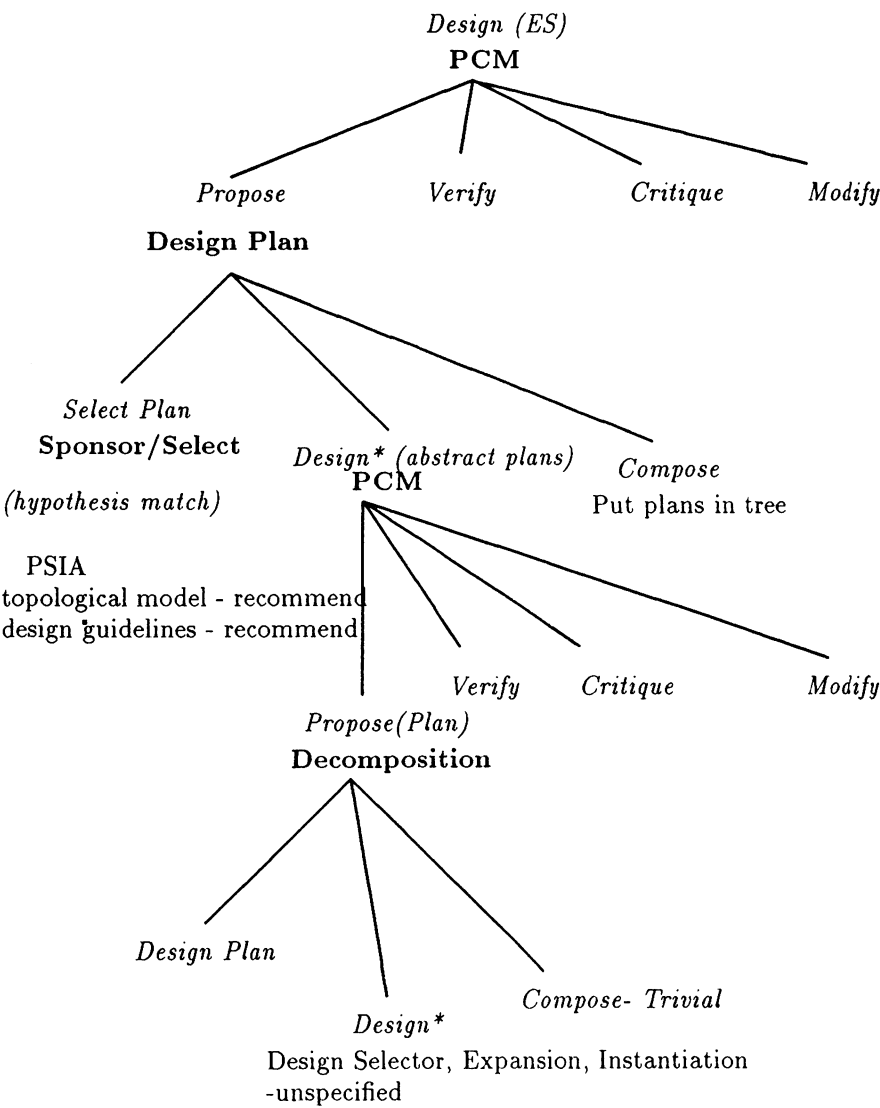 Design (ES)
PCM
Propose
Verify
Critique
Modify
Design Plan
Select Plan
Sponsor/Select
Design* (abstract plans)
PCM
Compose
Put plans in tree
(hypothesis match)
PSIA
topological model - recommend
design guidelines - recommend
Verify
Critique
Modify
Propose(Plan)
Decomposition
Design Plan
Compose- Trivial
Design*
Design Selector, Expansion, Instantiation
-unspecified